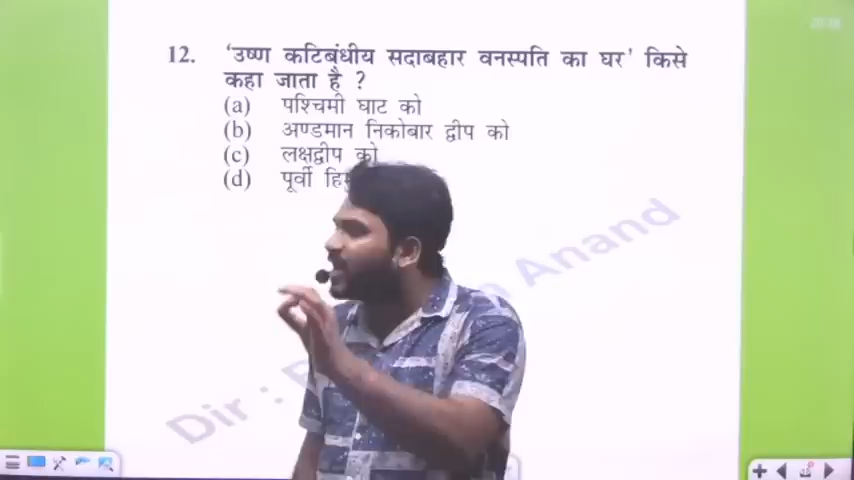 12. 'उष्ण कटिबंधीय सदाबहार वनस्पति का घर' किसे
कहा जाता है ?
(a) पश्चिमी घाट को
(b) अण्डमान निकोबार द्वीप को
(c) लक्षद्वीप को
(d) पूर्वी
Dir : Anand